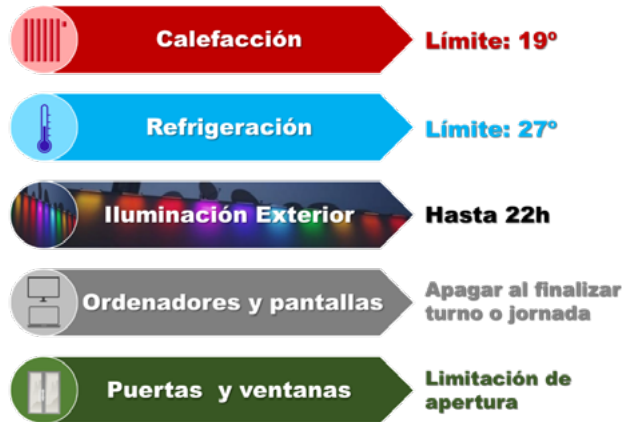 Calefacción
Límite: 19º
Refrigeración
Límite: 27º
Iluminación Exterior
Hasta 22h
Ordenadores y pantallas
Apagar al finalizar
turno o jornada
Puertas y ventanas
Limitación de
apertura